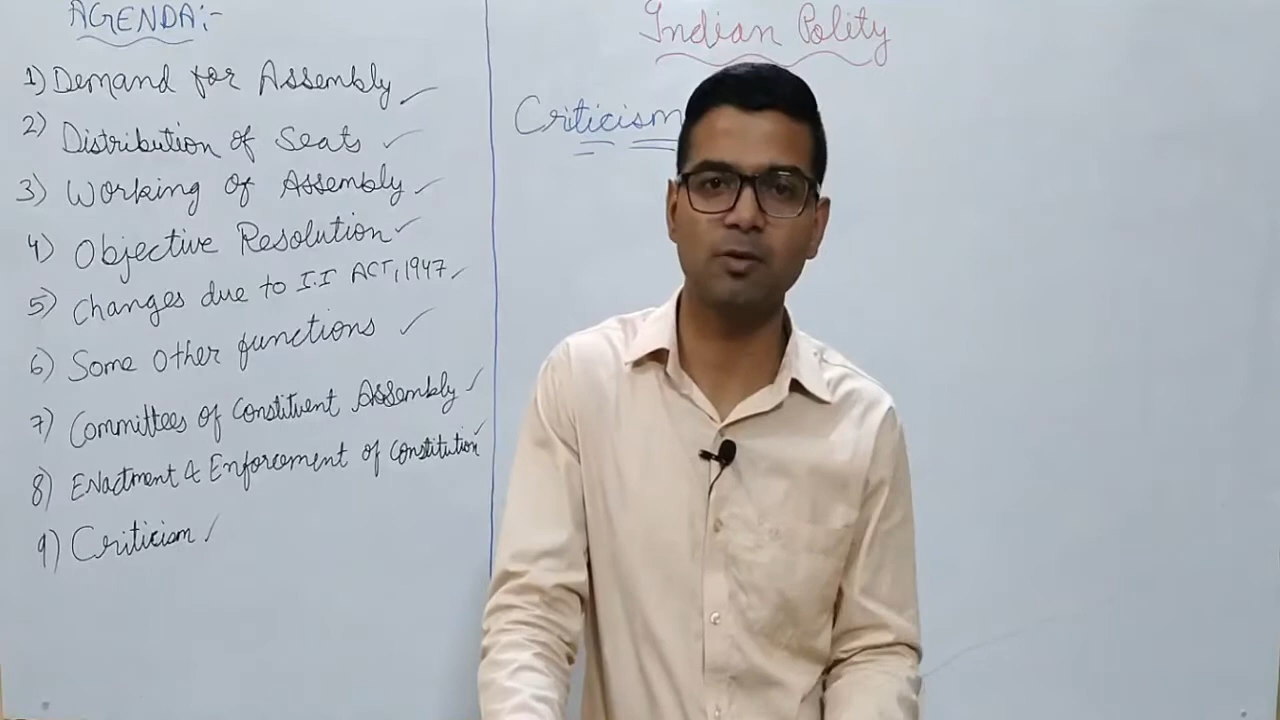 AGENDA:-
1) Demand for Assembly
2) Distribution of Seats
3) Working of Assembly
4) Objective Resolution
5) Changes due to I.I ACT, 1947
6) Some other functions
7) Committees of Constituent Assembly
8) Enactment & Enforcement of Constitution
9) Criticism
Indian Polity
Criticism